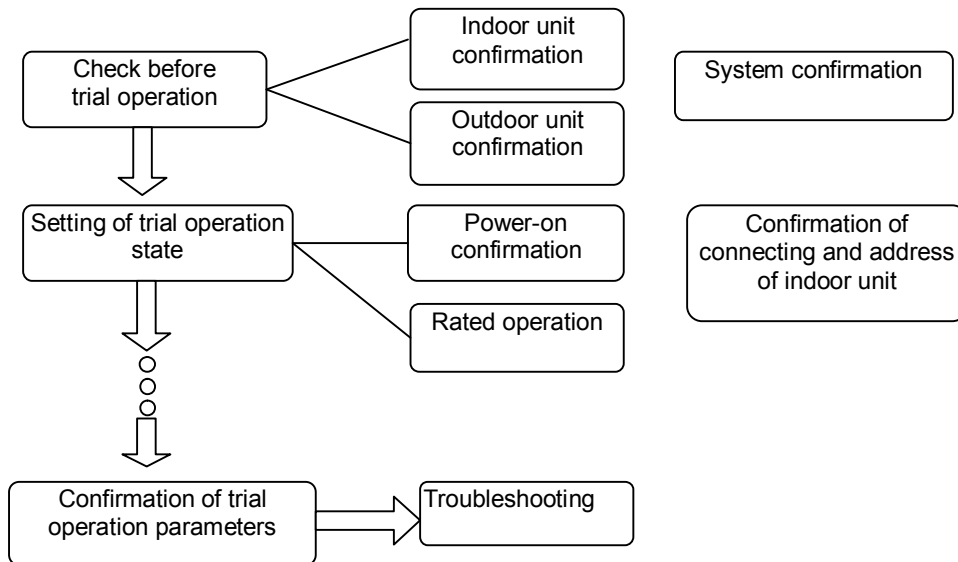 Check before
trial operation
Indoor unit
confirmation
Outdoor unit
confirmation
System confirmation
Setting of trial operation
state
Power-on
confirmation
Rated operation
Confirmation of
connecting and address
of indoor unit
Confirmation of trial
operation parameters
Troubleshooting